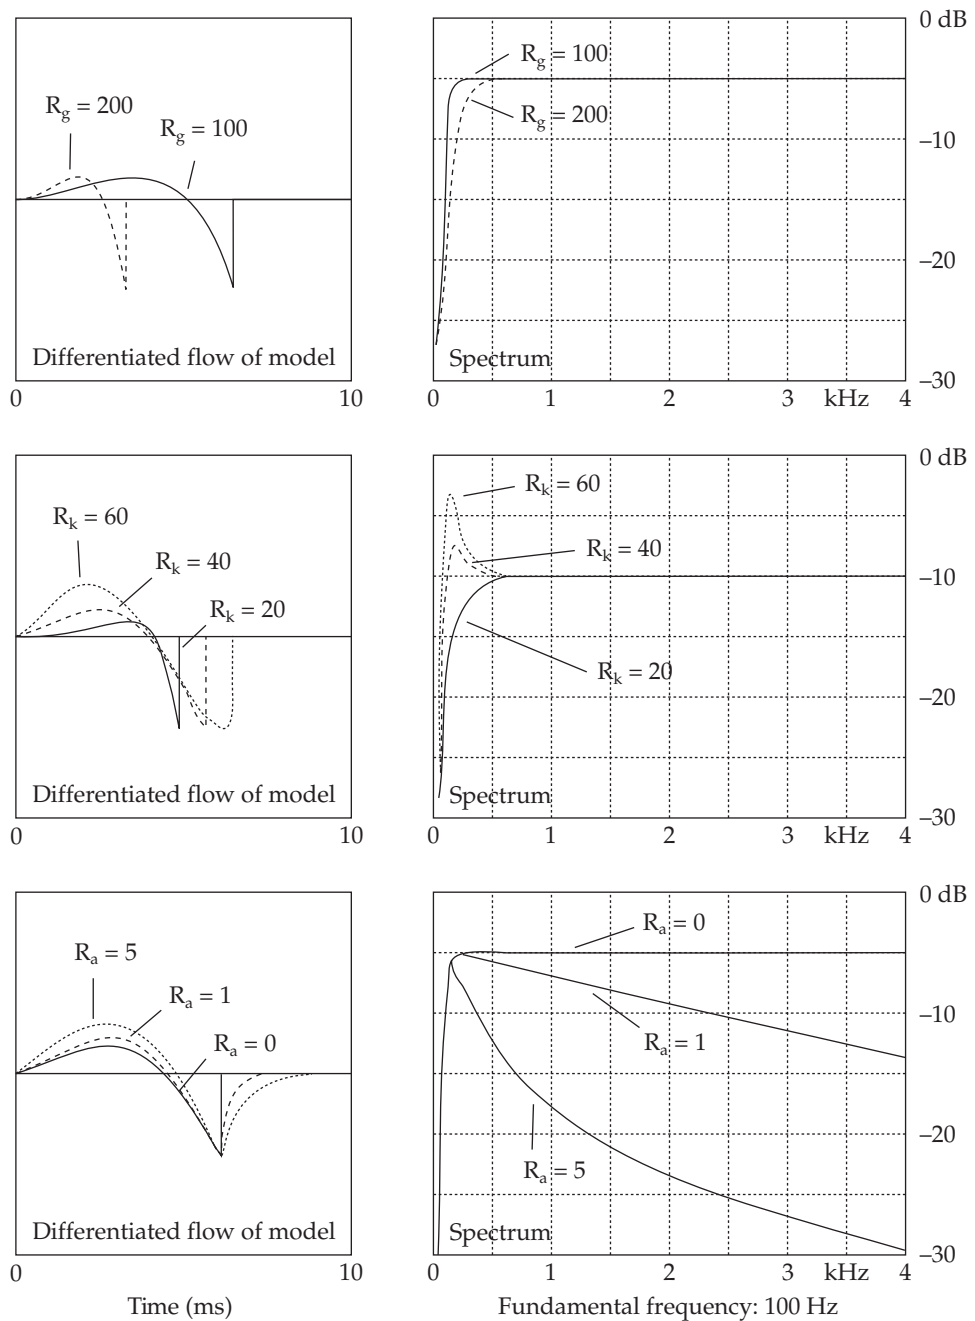 0 dB
R_g = 100
R_g = 200
R_g = 100
R_g = 200
–10
–20
Differentiated flow of model
Spectrum
–30
0
10
0
1
2
3
kHz
4
0 dB
R_k = 60
R_k = 60
R_k = 40
R_k = 40
–10
R_k = 20
R_k = 20
–20
Differentiated flow of model
Spectrum
–30
0
10
0
1
2
3
kHz
4
0 dB
R_a = 0
R_a = 5
R_a = 1
–10
R_a = 0
R_a = 1
–20
R_a = 5
Differentiated flow of model
Spectrum
–30
0
10
0
1
2
3
kHz
4
Time (ms)
Fundamental frequency: 100 Hz